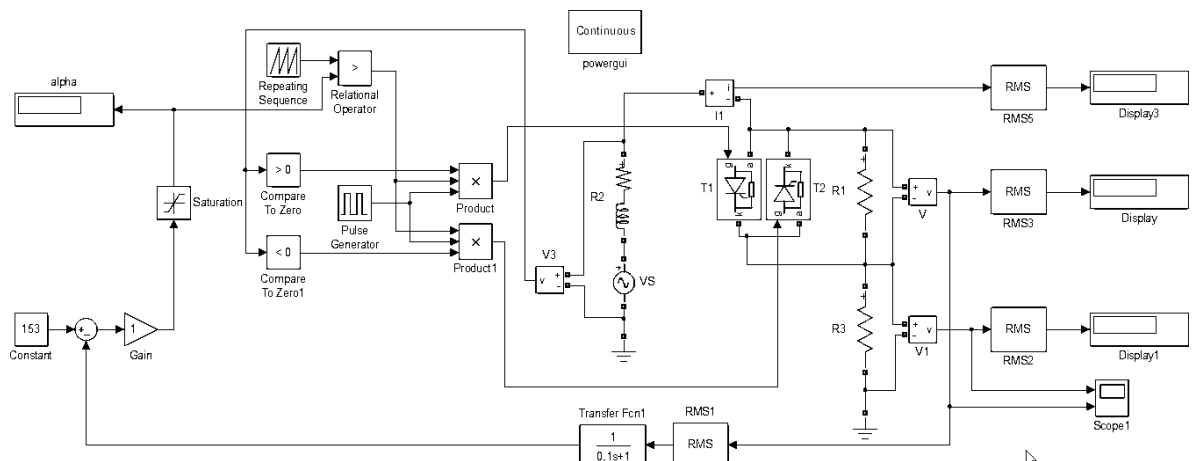 Continuous
powergui
alpha
Repeating
Sequence
>
Relational
Operator
+
i
-
I1
RMS
RMS5
Display3
> 0
Compare
To Zero
×
Product
g
a
k
T1
k
g
a
T2
R1
+
+
-
v
V
RMS
RMS3
Display
Saturation
Pulse
Generator
R2
< 0
Compare
To Zero1
×
Product1
V3
v
+
-
VS
153
Constant
+
-
1
Gain
R3
+
+
-
v
V1
RMS
RMS2
Display1
Scope1
Transfer Fcn1
1
0.1s+1
RMS1
RMS